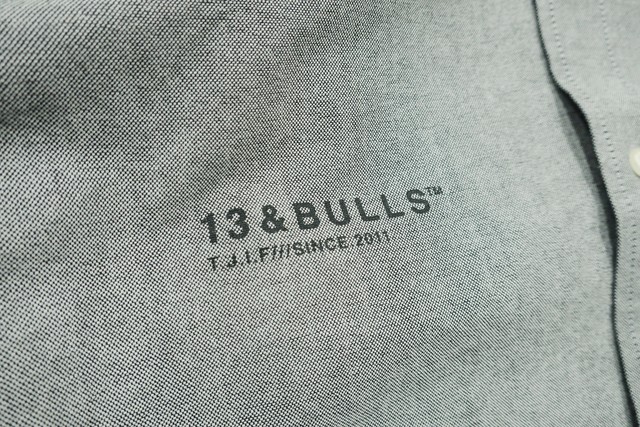 13 & BULLS™
T.J.I.F///SINCE 2011